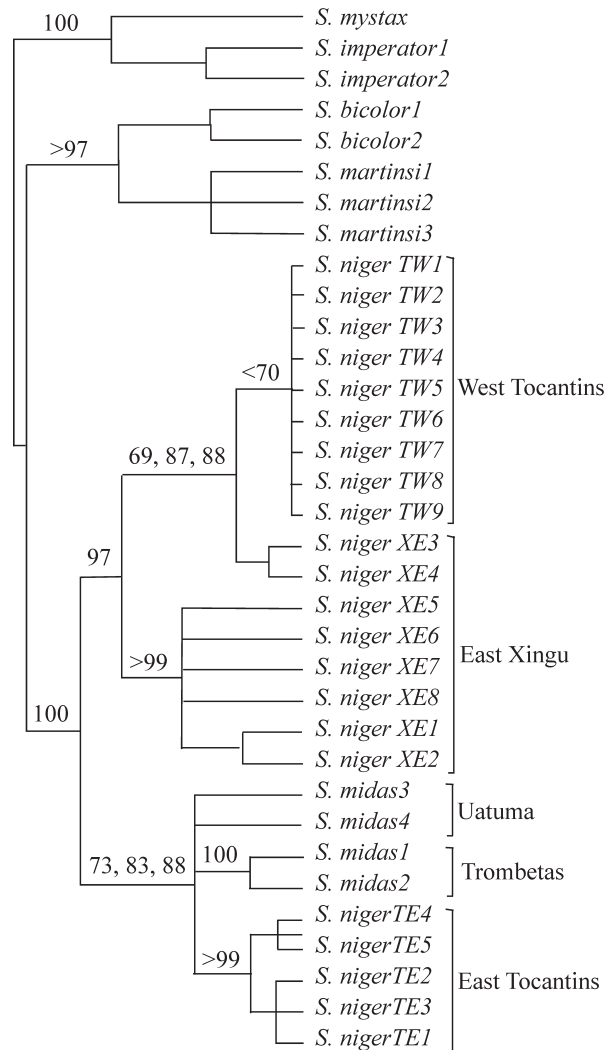 100
S. mystax
S. imperator1
S. imperator2
S. bicolor1
>97
S. bicolor2
S. martinsi1
S. martinsi2
S. martinsi3
S. niger TW1
S. niger TW2
S. niger TW3
S. niger TW4
<70
S. niger TW5
West Tocantins
S. niger TW6
69, 87, 88
S. niger TW7
S. niger TW8
S. niger TW9
S. niger XE3
97
S. niger XE4
S. niger XE5
S. niger XE6
East Xingu
>99
S. niger XE7
S. niger XE8
100
S. niger XE1
S. niger XE2
S. midas3
Uatuma
S. midas4
73, 83, 88
100
S. midas1
Trombetas
S. midas2
S. nigerTE4
>99
S. nigerTE5
S. nigerTE2
East Tocantins
S. nigerTE3
S. nigerTE1